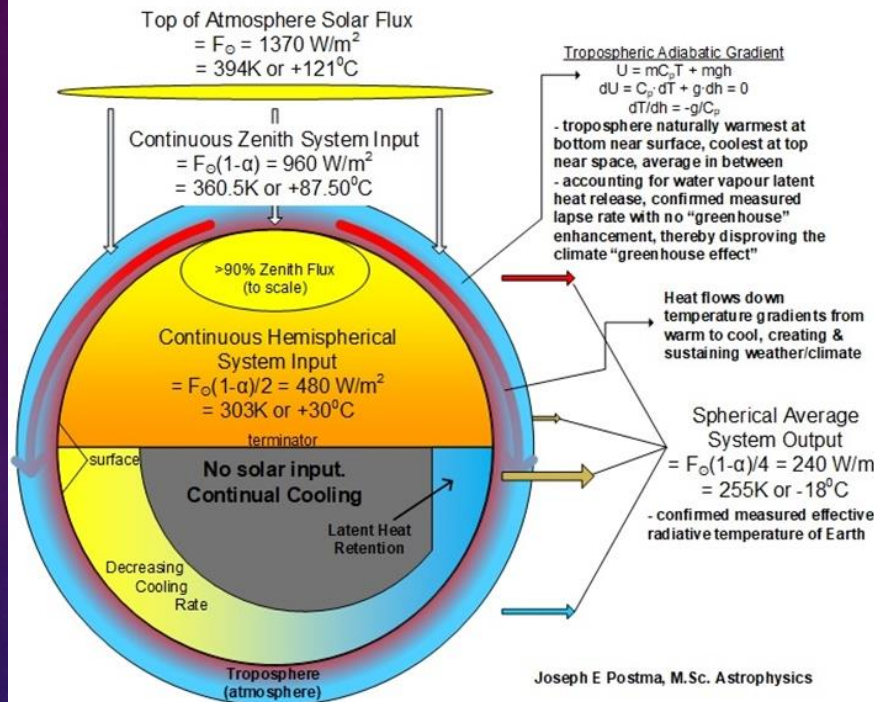 Top of Atmosphere Solar Flux
= F☉ = 1370 W/m²
= 394K or +121⁰C
Continuous Zenith System Input
= F☉(1-α) = 960 W/m²
= 360.5K or +87.50⁰C
>90% Zenith Flux
(to scale)
Continuous Hemispherical
System Input
= F☉(1-α)/2 = 480 W/m²
= 303K or +30⁰C
terminator
surface
No solar input.
Continual Cooling
Latent Heat
Retention
Decreasing
Cooling
Rate
Troposphere
(atmosphere)
Tropospheric Adiabatic Gradient
U = mCₚT + mgh
dU = Cₚ·dT + g·dh = 0
dT/dh = -g/Cₚ
- troposphere naturally warmest at
bottom near surface, coolest at top
near space, average in between
- accounting for water vapour latent
heat release, confirmed measured
lapse rate with no "greenhouse"
enhancement, thereby disproving the
climate "greenhouse effect"
Heat flows down
temperature gradients from
warm to cool, creating &
sustaining weather/climate
Spherical Average
System Output
= F☉(1-α)/4 = 240 W/m
= 255K or -18⁰C
- confirmed measured effective
radiative temperature of Earth
Joseph E Postma, M.Sc. Astrophysics